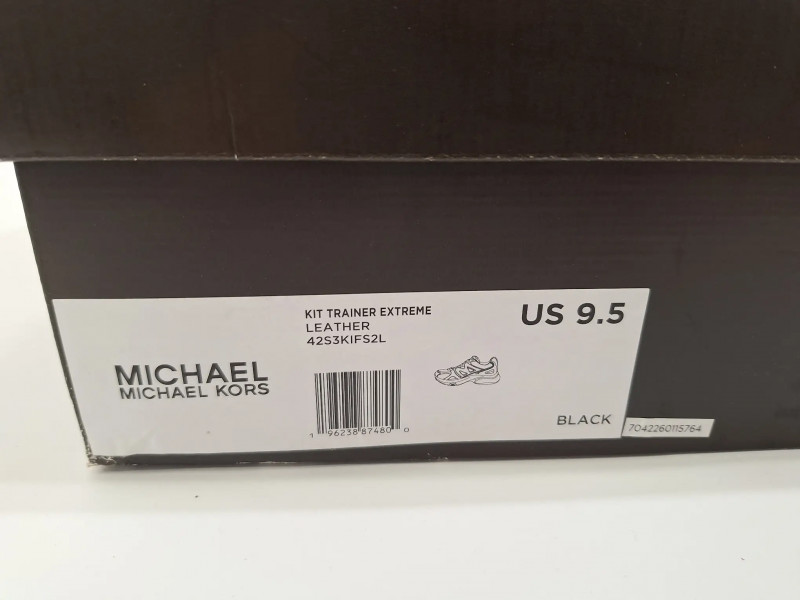 KIT TRAINER EXTREME
LEATHER
42S3KIFS2L
US 9.5
MICHAEL
MICHAEL KORS
1 96238 87480 0
BLACK
7042260115764